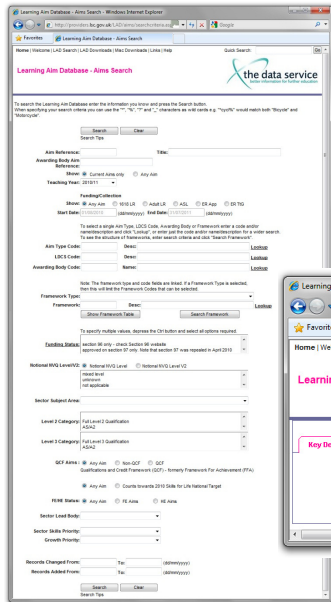 Learning Aim Database - Aims Search - Windows Internet Explorer
http://providers.lsc.gov.uk/LAD/aims/searchcriteria.asp
Google
Favorites
Learning Aim Database - Aims Search
Home | Welcome | LAD Search | LAD Downloads | Misc Downloads | Links | Help
Quick Search:
Go
Learning Aim Database - Aims Search
the data service
better information for further education
To search the Learning Aim Database enter the information you know and press the Search button.
When specifying your search criteria you can use the "*", "%", "?" and "_" characters as wild cards e.g. "*cycl%" would match both "Bicycle" and
"Motorcycle".
Search Clear
Search Tips
Aim Reference: Title:
Awarding Body Aim
Reference:
Show: Current Aims only Any Aim
Teaching Year: 2010/11
Funding/Collection
Show: Any Aim 1618 LR Adult LR ASL ER App ER TtG
Start Date: 01/08/2010 (dd/mm/yyyy) End Date: 31/07/2011 (dd/mm/yyyy)
To select a single Aim Type, LDCS Code, Awarding Body or Framework enter a code and/or
name/description and click "Lookup", or enter just the code and/or name/description for a wider search.
To see the structure of frameworks, enter search criteria and click "Search Framework"
Aim Type Code: Desc: Lookup
LDCS Code: Desc: Lookup
Awarding Body Code: Name: Lookup
Note: The framework type and code fields are linked. If a Framework Type is selected,
then this will limit the Framework Codes that can be selected.
Framework Type:
Framework: Desc: Lookup
Show Framework Table Search Framework
To specify multiple values, depress the Ctrl button and select all options required.
Funding Status: section 96 only - check Section 96 website
approved on section 97 only. Note that section 97 was repealed in April 2010
Notional NVQ Level/V2: Notional NVQ Level Notional NVQ Level V2
mixed level
unknown
not applicable
Sector Subject Area:
Level 2 Category: Full Level 2 Qualification
AS/A2
Level 3 Category: Full Level 3 Qualification
AS/A2
QCF Aims: Any Aim Non-QCF QCF
Qualifications and Credit Framework (QCF) - formerly Framework For Achievement (FFA)
Any Aim Counts towards 2010 Skills for Life National Target
FE/HE Status: Any Aim FE Aims HE Aims
Sector Lead Body:
Sector Skills Priority:
Growth Priority:
Records Changed From: To: (dd/mm/yyyy)
Records Added From: To: (dd/mm/yyyy)
Search Clear
Search Tips
Learning
Favorit
Home | We
Learni
Key De